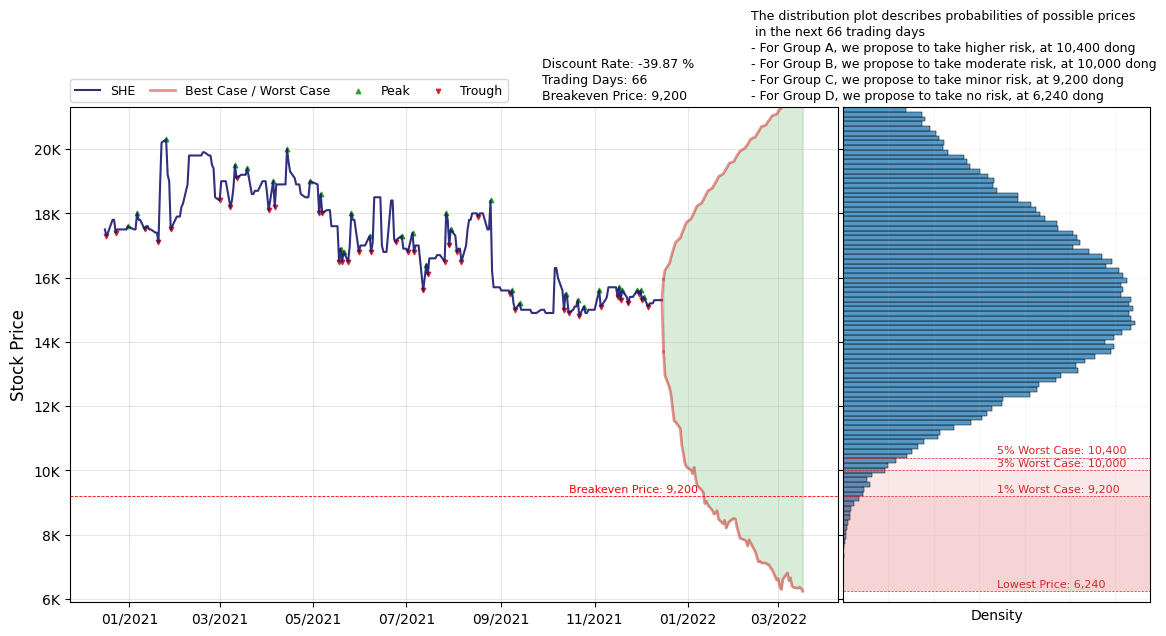 The distribution plot describes probabilities of possible prices
in the next 66 trading days
- For Group A, we propose to take higher risk, at 10,400 dong
- For Group B, we propose to take moderate risk, at 10,000 dong
- For Group C, we propose to take minor risk, at 9,200 dong
- For Group D, we propose to take no risk, at 6,240 dong
Discount Rate: -39.87 %
Trading Days: 66
Breakeven Price: 9,200
SHE
Best Case / Worst Case
Peak
Trough
Stock Price
20K
18K
16K
14K
12K
10K
8K
6K
Breakeven Price: 9,200
5% Worst Case: 10,400
3% Worst Case: 10,000
1% Worst Case: 9,200
Lowest Price: 6,240
01/2021
03/2021
05/2021
07/2021
09/2021
11/2021
01/2022
03/2022
Density